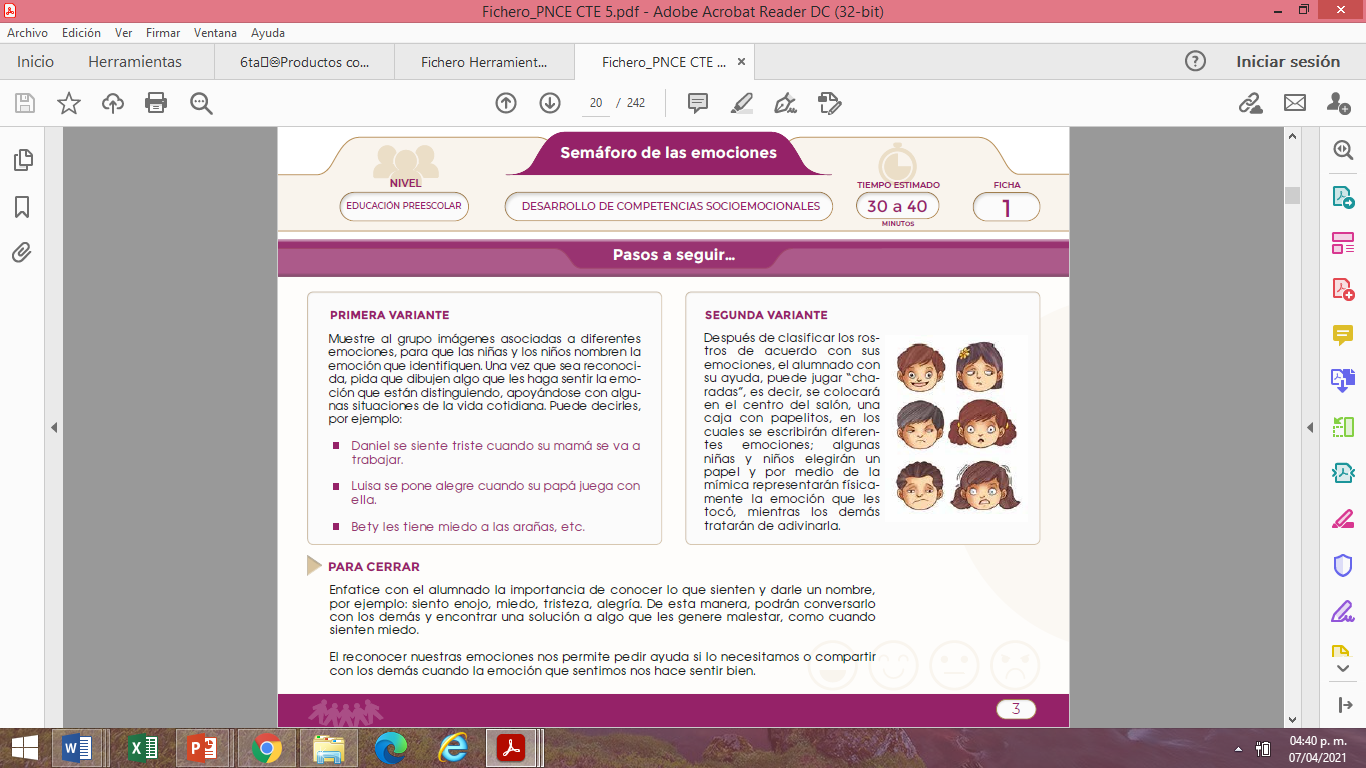 Fichero_PNCE CTE 5.pdf - Adobe Acrobat Reader DC (32-bit)
Archivo Edición Ver Firmar Ventana Ayuda
Inicio Herramientas 6ta▯®Productos co... Fichero Herramient... Fichero_PNCE CTE ... × Iniciar sesión
20 / 242
Semáforo de las emociones
NIVEL
EDUCACIÓN PREESCOLAR
DESARROLLO DE COMPETENCIAS SOCIOEMOCIONALES
TIEMPO ESTIMADO
30 a 40
MINUTOS
FICHA
1
Pasos a seguir...
PRIMERA VARIANTE
Muestre al grupo imágenes asociadas a diferentes
emociones, para que las niñas y los niños nombren la
emoción que identifiquen. Una vez que sea reconoci-
da, pida que dibujen algo que les haga sentir la emo-
ción que están distinguiendo, apoyándose con algu-
nas situaciones de la vida cotidiana. Puede decirles,
por ejemplo:
Daniel se siente triste cuando su mamá se va a
trabajar.
Luisa se pone alegre cuando su papá juega con
ella.
Bety les tiene miedo a las arañas, etc.
SEGUNDA VARIANTE
Después de clasificar los ros-
tros de acuerdo con sus
emociones, el alumnado con
su ayuda, puede jugar “cha-
radas”, es decir, se colocará
en el centro del salón, una
caja con papelitos, en los
cuales se escribirán diferen-
tes emociones; algunas
niñas y niños elegirán un
papel y por medio de la
mímica representarán física-
mente la emoción que les
tocó, mientras los demás
tratarán de adivinarla.
PARA CERRAR
Enfatice con el alumnado la importancia de conocer lo que sienten y darle un nombre,
por ejemplo: siento enojo, miedo, tristeza, alegría. De esta manera, podrán conversarlo
con los demás y encontrar una solución a algo que les genere malestar, como cuando
sienten miedo.
El reconocer nuestras emociones nos permite pedir ayuda si lo necesitamos o compartir
con los demás cuando la emoción que sentimos nos hace sentir bien.
3
04:40 p. m.
07/04/2021